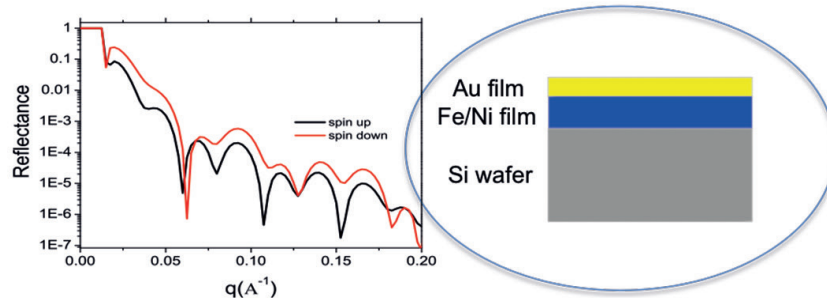 1
0.1
0.01
1E-3
1E-4
1E-5
1E-6
1E-7
Reflectance
spin up
spin down
0.00 0.05 0.10 0.15 0.20
q(A⁻¹)
Au film
Fe/Ni film
Si wafer